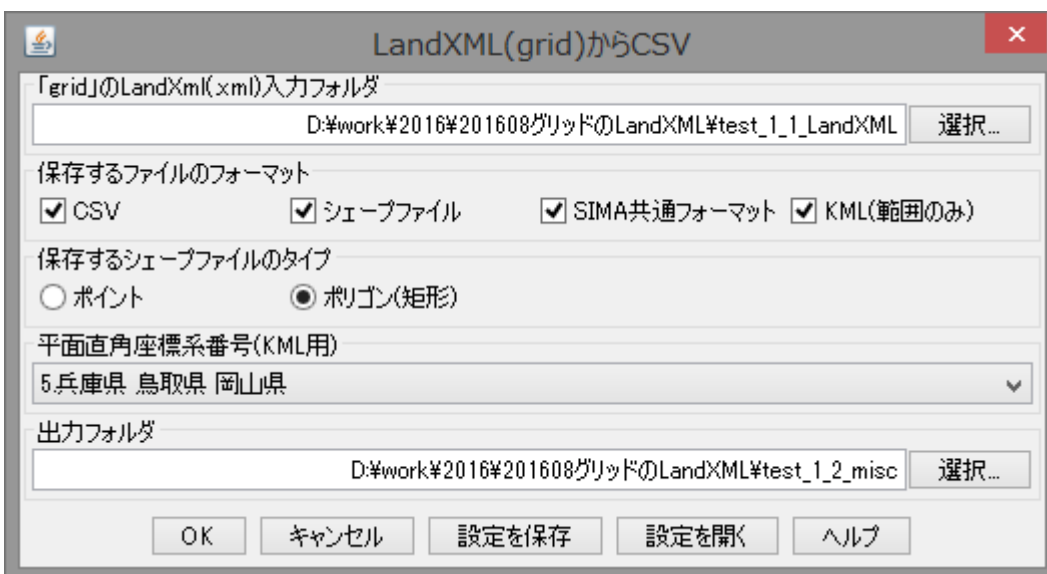 LandXML(grid)からCSV
「grid」のLandXml(.xml)入力フォルダ
D:¥work¥2016¥201608グリッドのLandXML¥test_1_1_LandXML 選択...
保存するファイルのフォーマット
CSV シェープファイル SIMA共通フォーマット KML(範囲のみ)
保存するシェープファイルのタイプ
ポイント ポリゴン(矩形)
平面直角座標系番号(KML用)
5.兵庫県 鳥取県 岡山県
出力フォルダ
D:¥work¥2016¥201608グリッドのLandXML¥test_1_2_misc 選択...
OK キャンセル 設定を保存 設定を開く ヘルプ